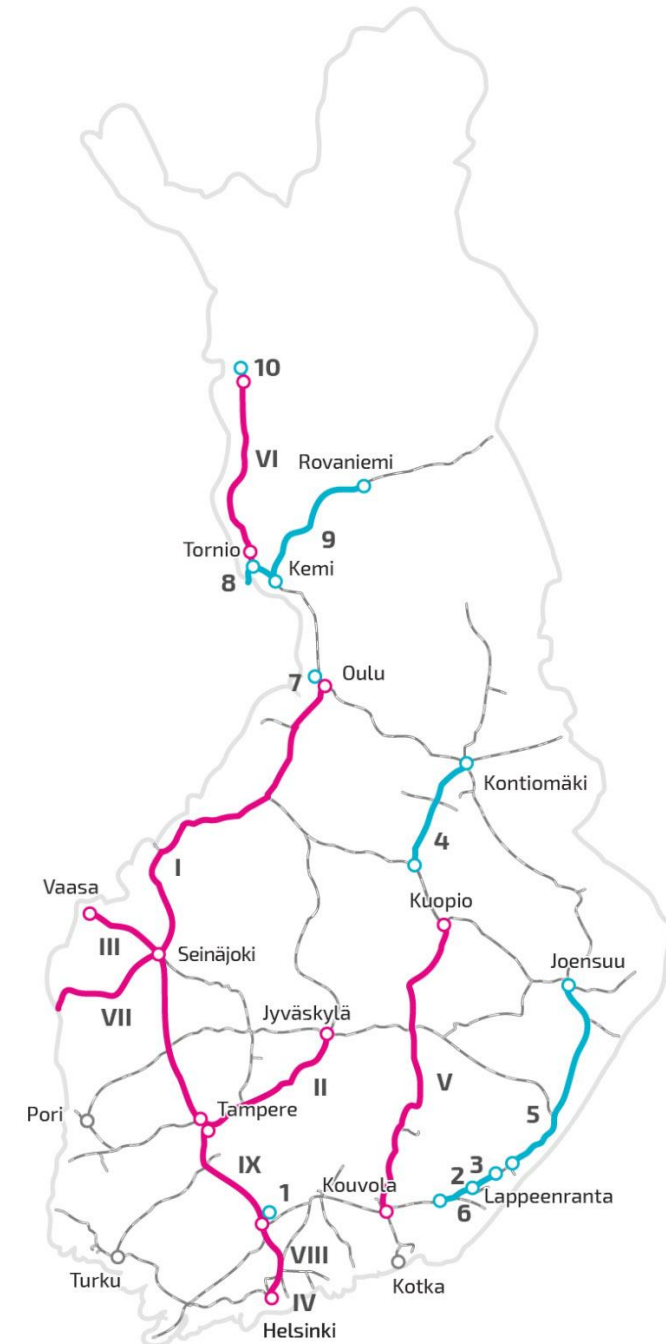 10
VI
Rovaniemi
9
Tornio
Kemi
8
7
Oulu
Kontiomäki
4
I
Vaasa
Kuopio
III
Seinäjoki
Joensuu
VII
Jyväskylä
II
V
Pori
Tampere
5
IX
Kouvola
2
3
1
Lappeenranta
6
VIII
Turku
Kotka
IV
Helsinki